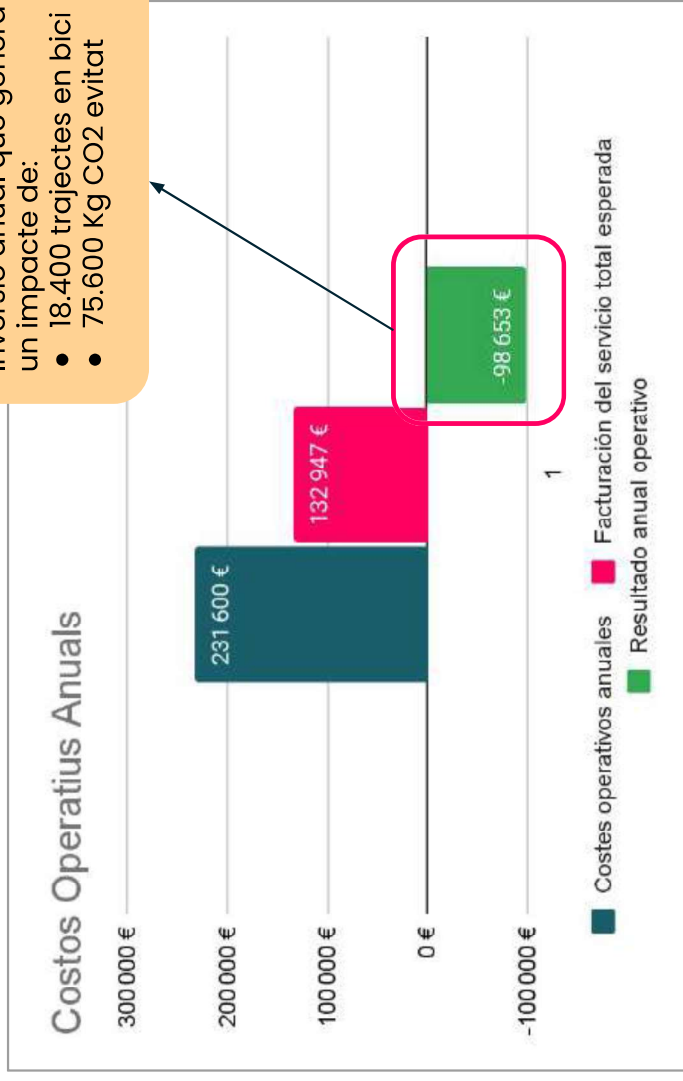 Costos Operatius Anuals
un impacte de:
• 18.400 trajectes en bici
• 75.600 Kg CO2 evitat
300 000 €
200 000 €
100 000 €
0 €
-100 000 €
231 600 €
132 947 €
-98 653 €
1
Costes operativos anuales Facturación del servicio total esperada
Resultado anual operativo